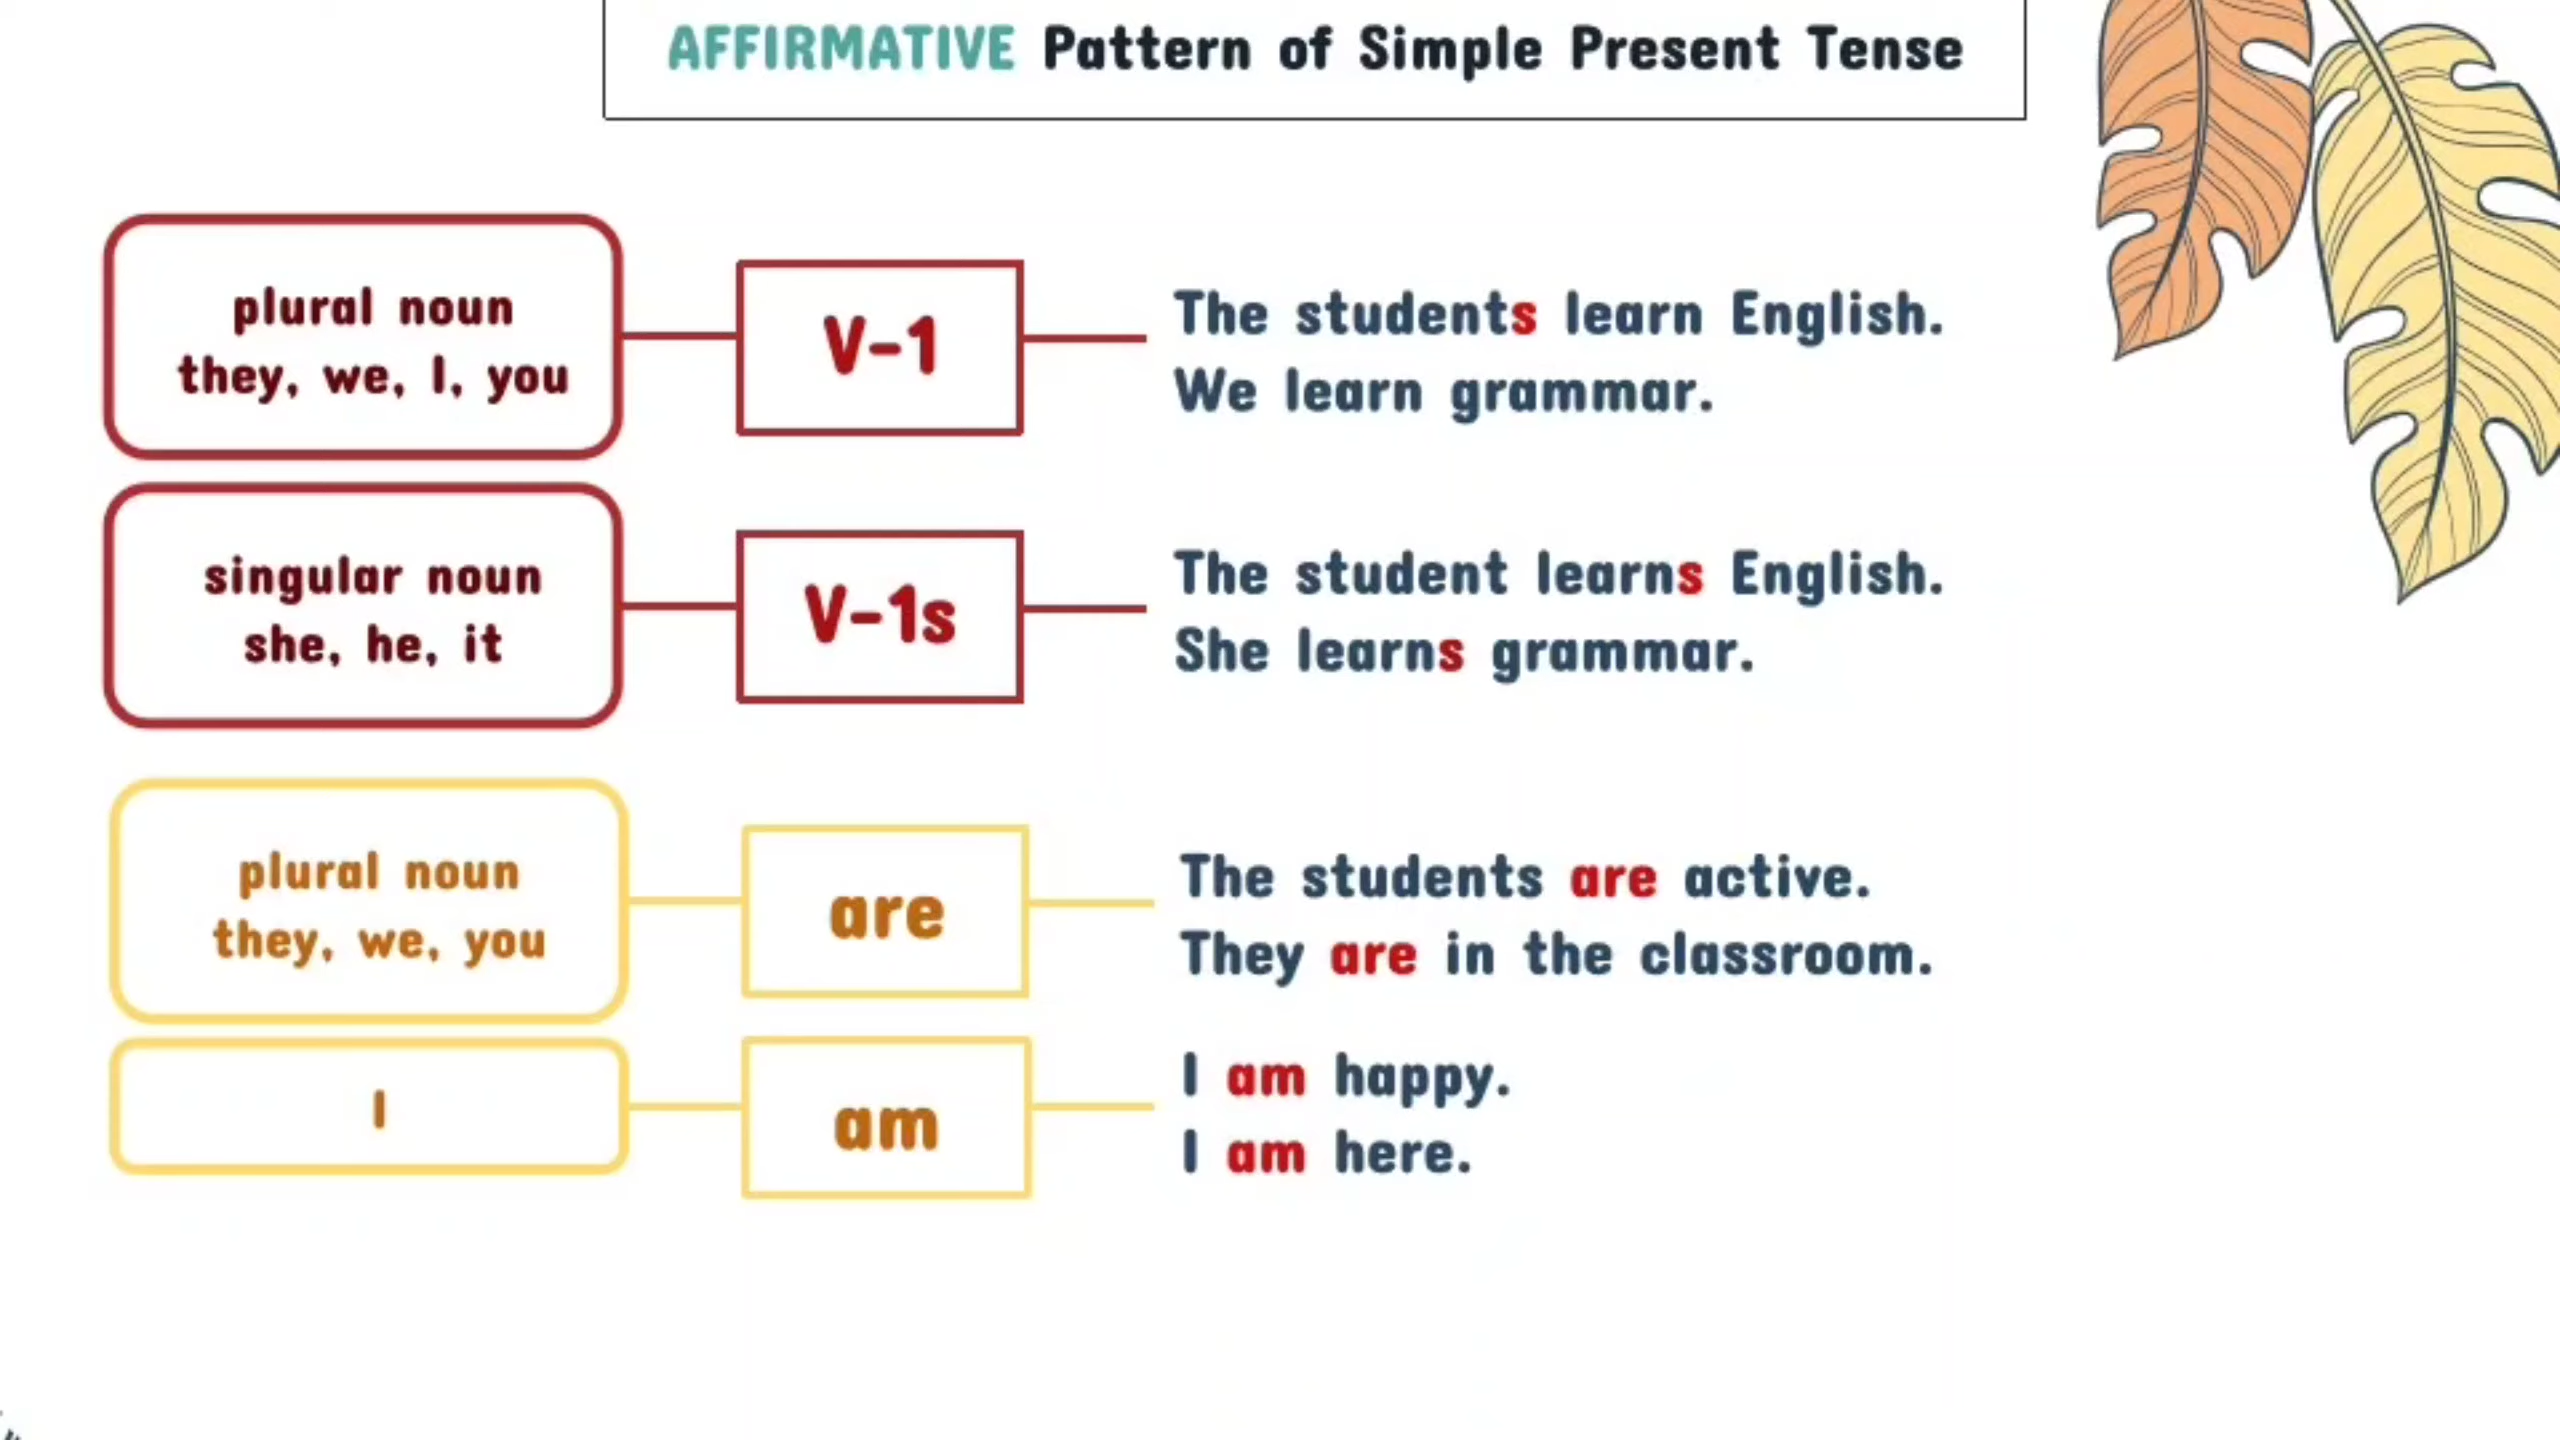 AFFIRMATIVE Pattern of Simple Present Tense
plural noun
they, we, I, you
V-1
The students learn English.
We learn grammar.
singular noun
she, he, it
V-1s
The student learns English.
She learns grammar.
plural noun
they, we, you
are
The students are active.
They are in the classroom.
I
am
I am happy.
I am here.